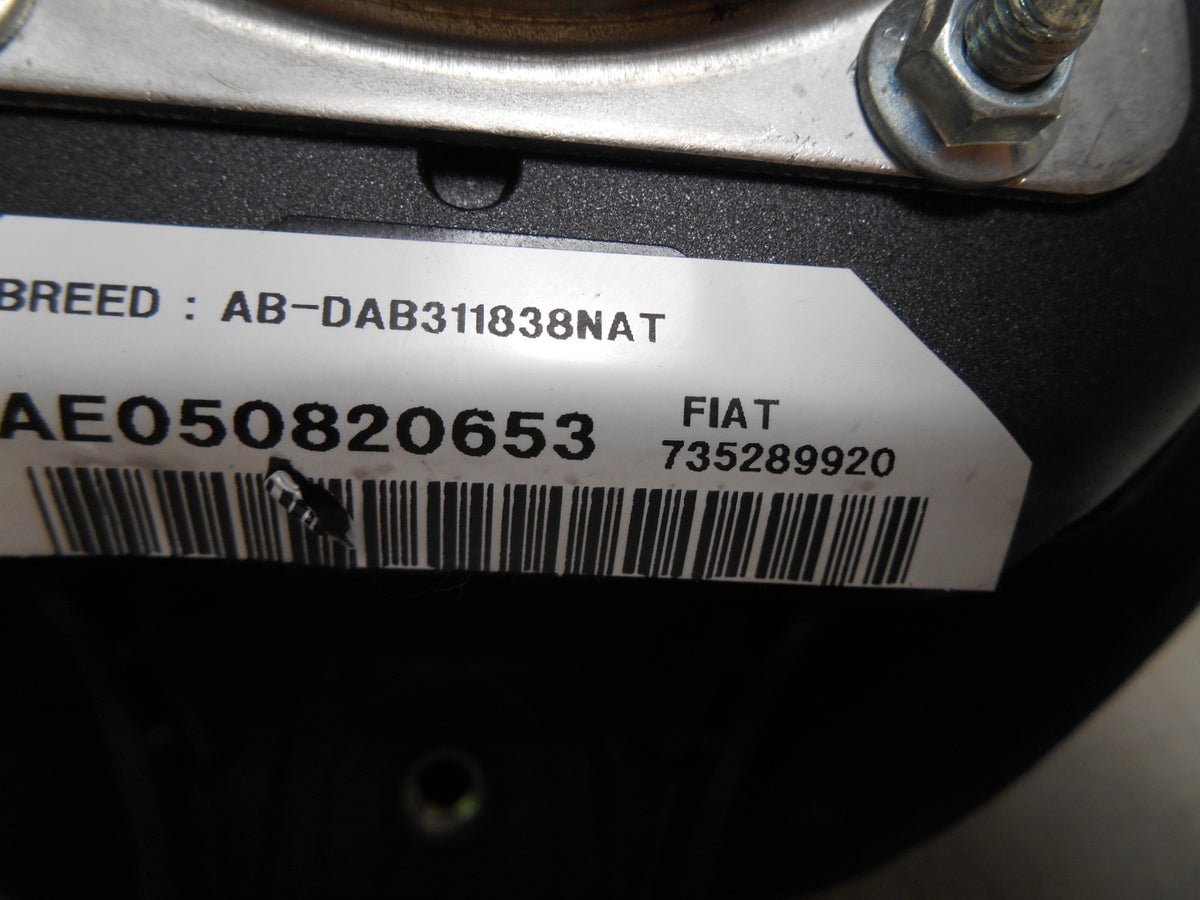 BREED : AB-DAB311838NAT
AE050820653
FIAT
735289920